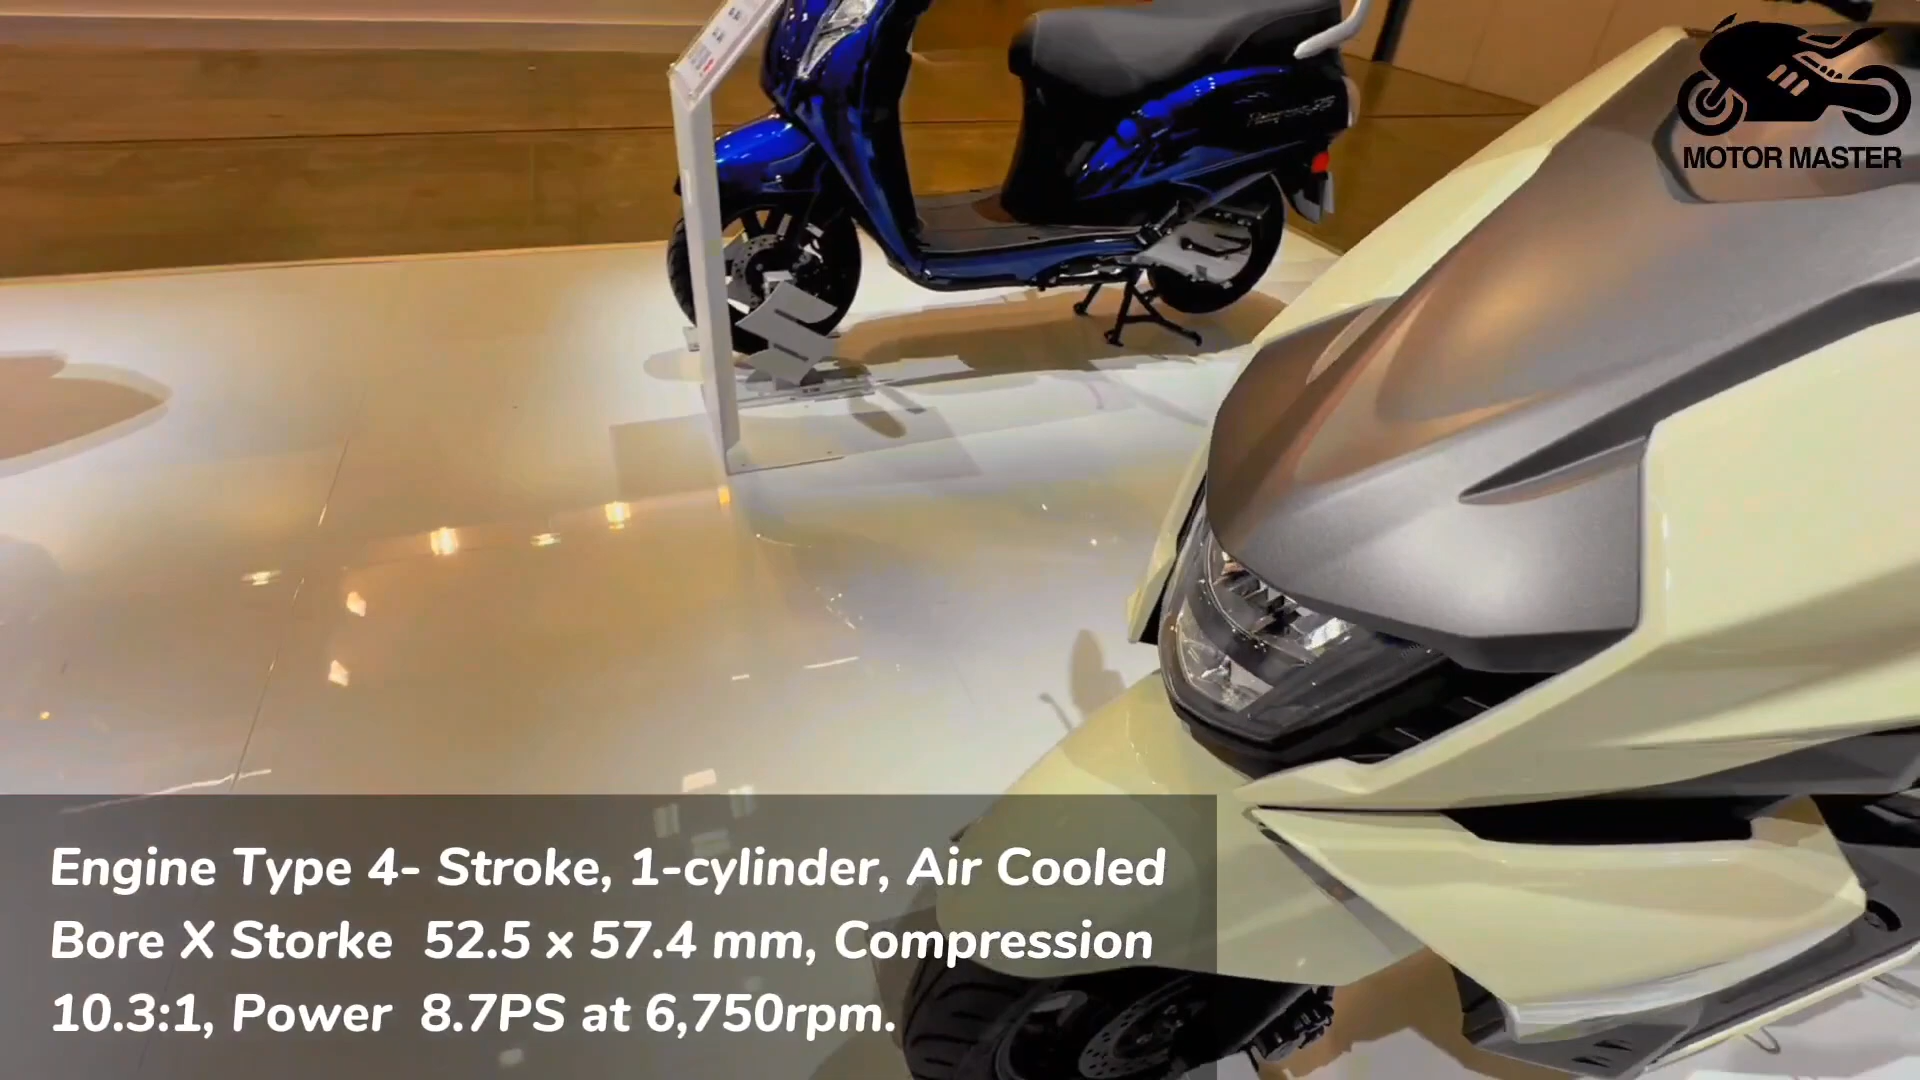 MOTOR MASTER
Engine Type 4- Stroke, 1-cylinder, Air Cooled
Bore X Storke 52.5 x 57.4 mm, Compression
10.3:1, Power 8.7PS at 6,750rpm.